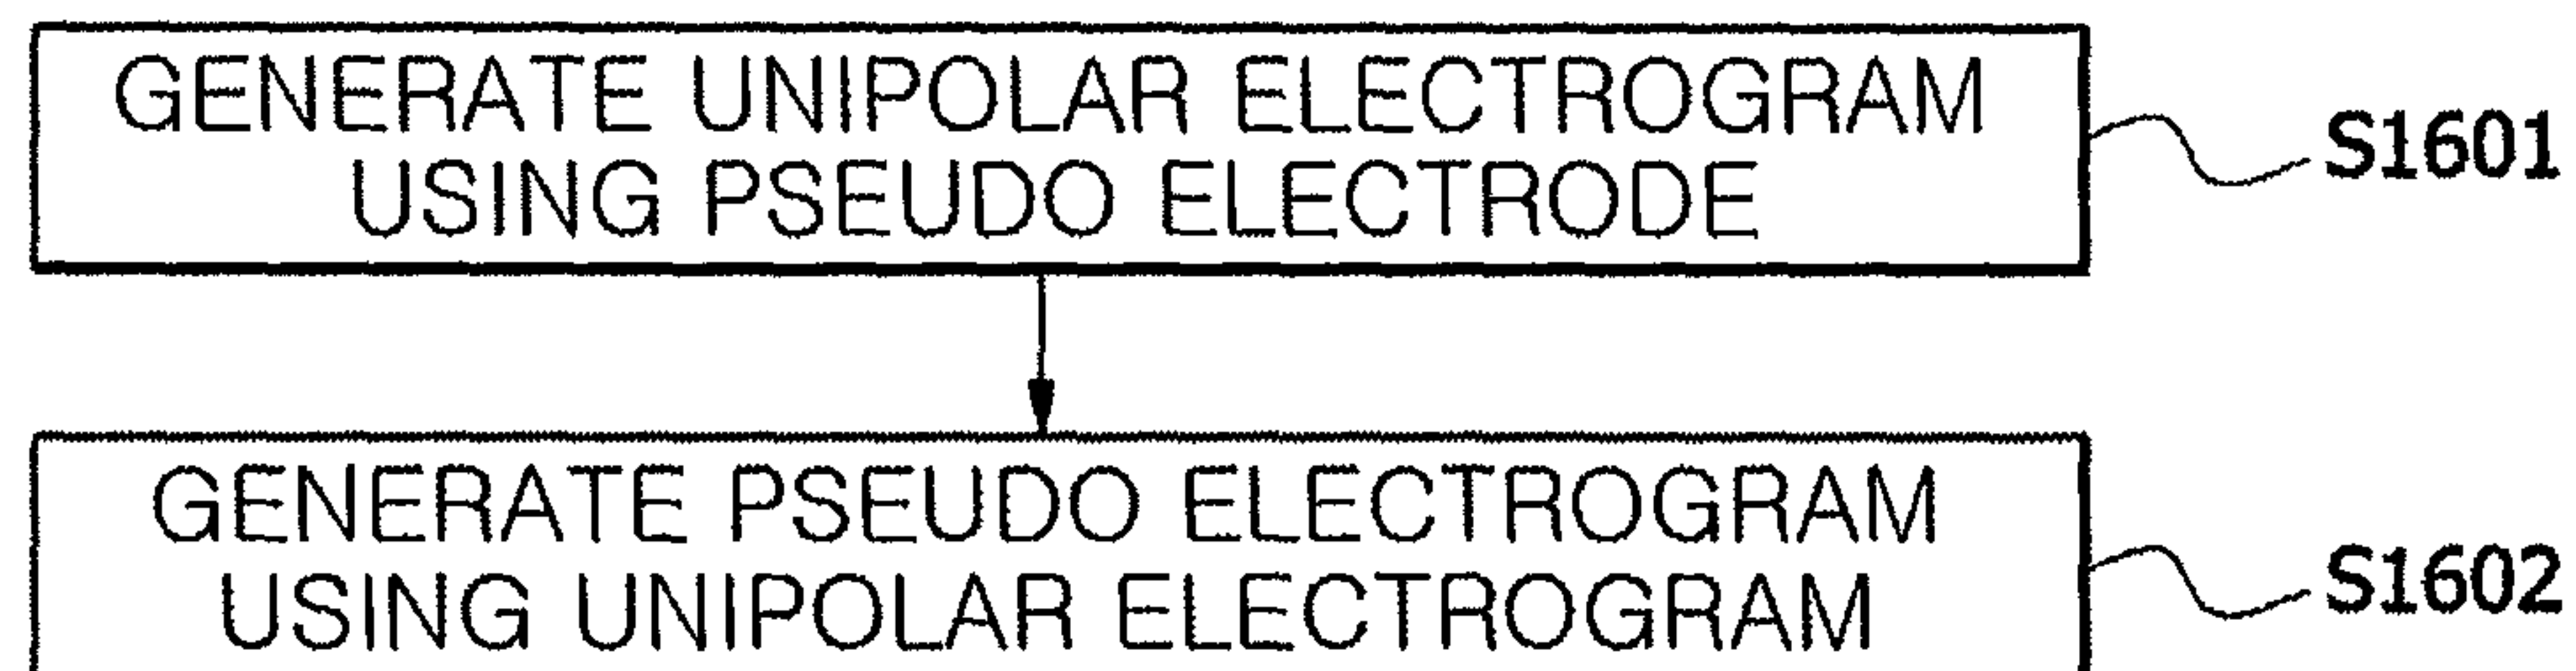 GENERATE UNIPOLAR ELECTROGRAM
USING PSEUDO ELECTRODE
S1601
GENERATE PSEUDO ELECTROGRAM
USING UNIPOLAR ELECTROGRAM
S1602